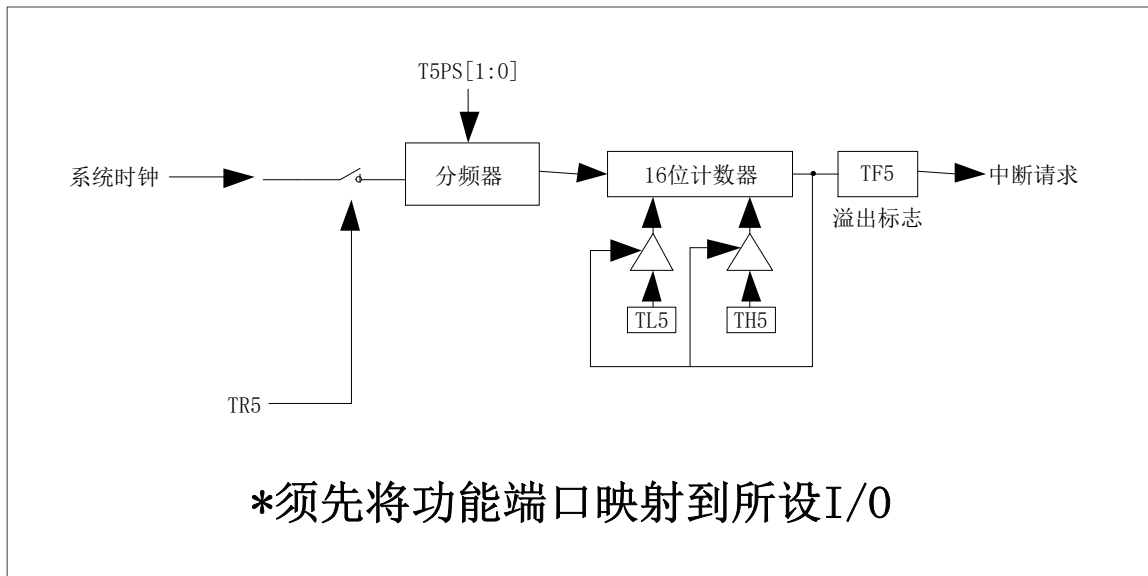 T5PS[1:0]
系统时钟
分频器
16位计数器
TF5
中断请求
溢出标志
TL5
TH5
TR5
*须先将功能端口映射到所设I/O